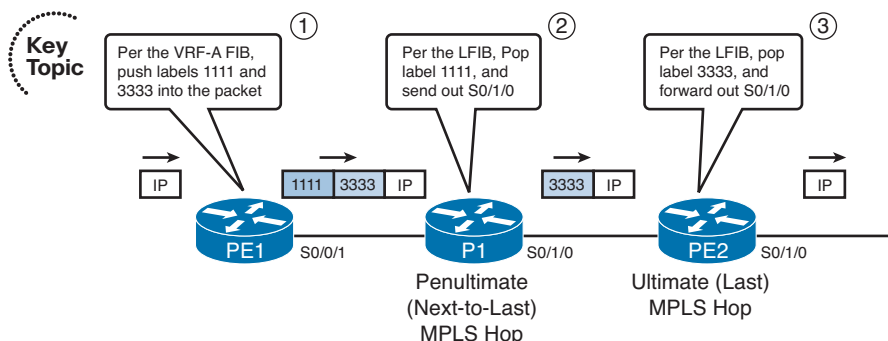 Key
Topic
1
Per the VRF-A FIB,
push labels 1111 and
3333 into the packet
2
Per the LFIB, Pop
label 1111, and
send out S0/1/0
3
Per the LFIB, pop
label 3333, and
forward out S0/1/0
IP
1111 3333 IP
3333 IP
IP
PE1
S0/0/1
P1
S0/1/0
PE2
S0/1/0
Penultimate
(Next-to-Last)
MPLS Hop
Ultimate (Last)
MPLS Hop